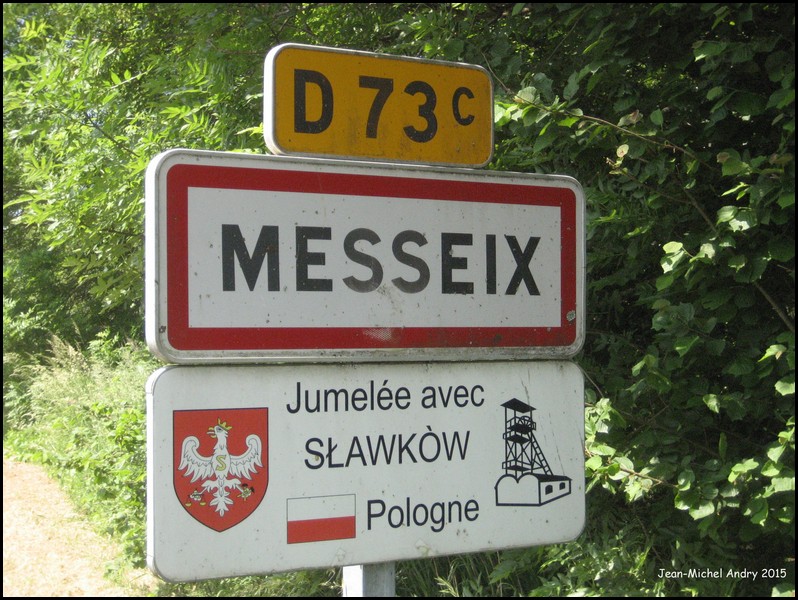 D 73 c
MESSEIX
Jumelée avec
SŁAWKÒW
Pologne
S
Jean-Michel Andry 2015